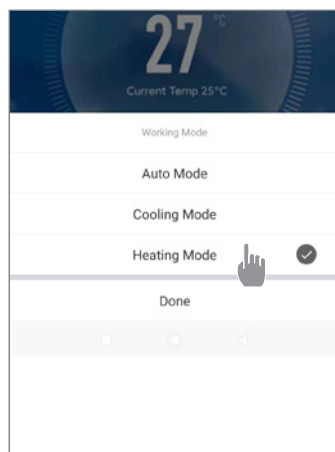 27 °C
Current Temp 25°C
Working Mode
Auto Mode
Cooling Mode
Heating Mode
Done